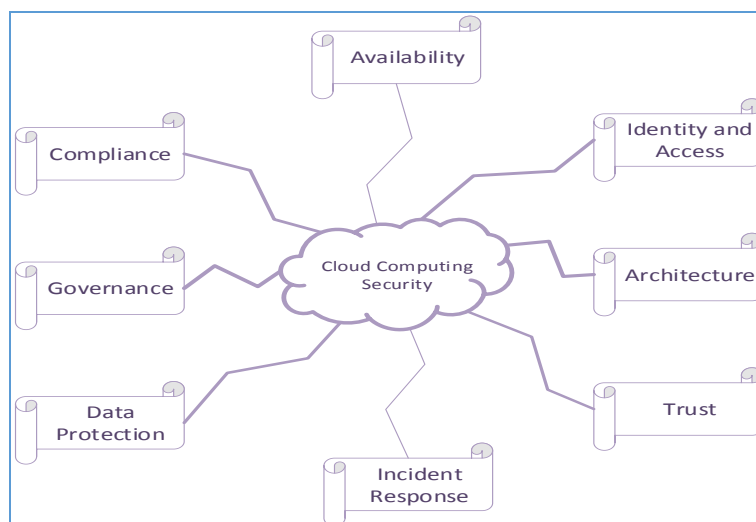 Availability
Compliance
Identity and
Access
Cloud Computing
Security
Governance
Architecture
Data
Protection
Trust
Incident
Response